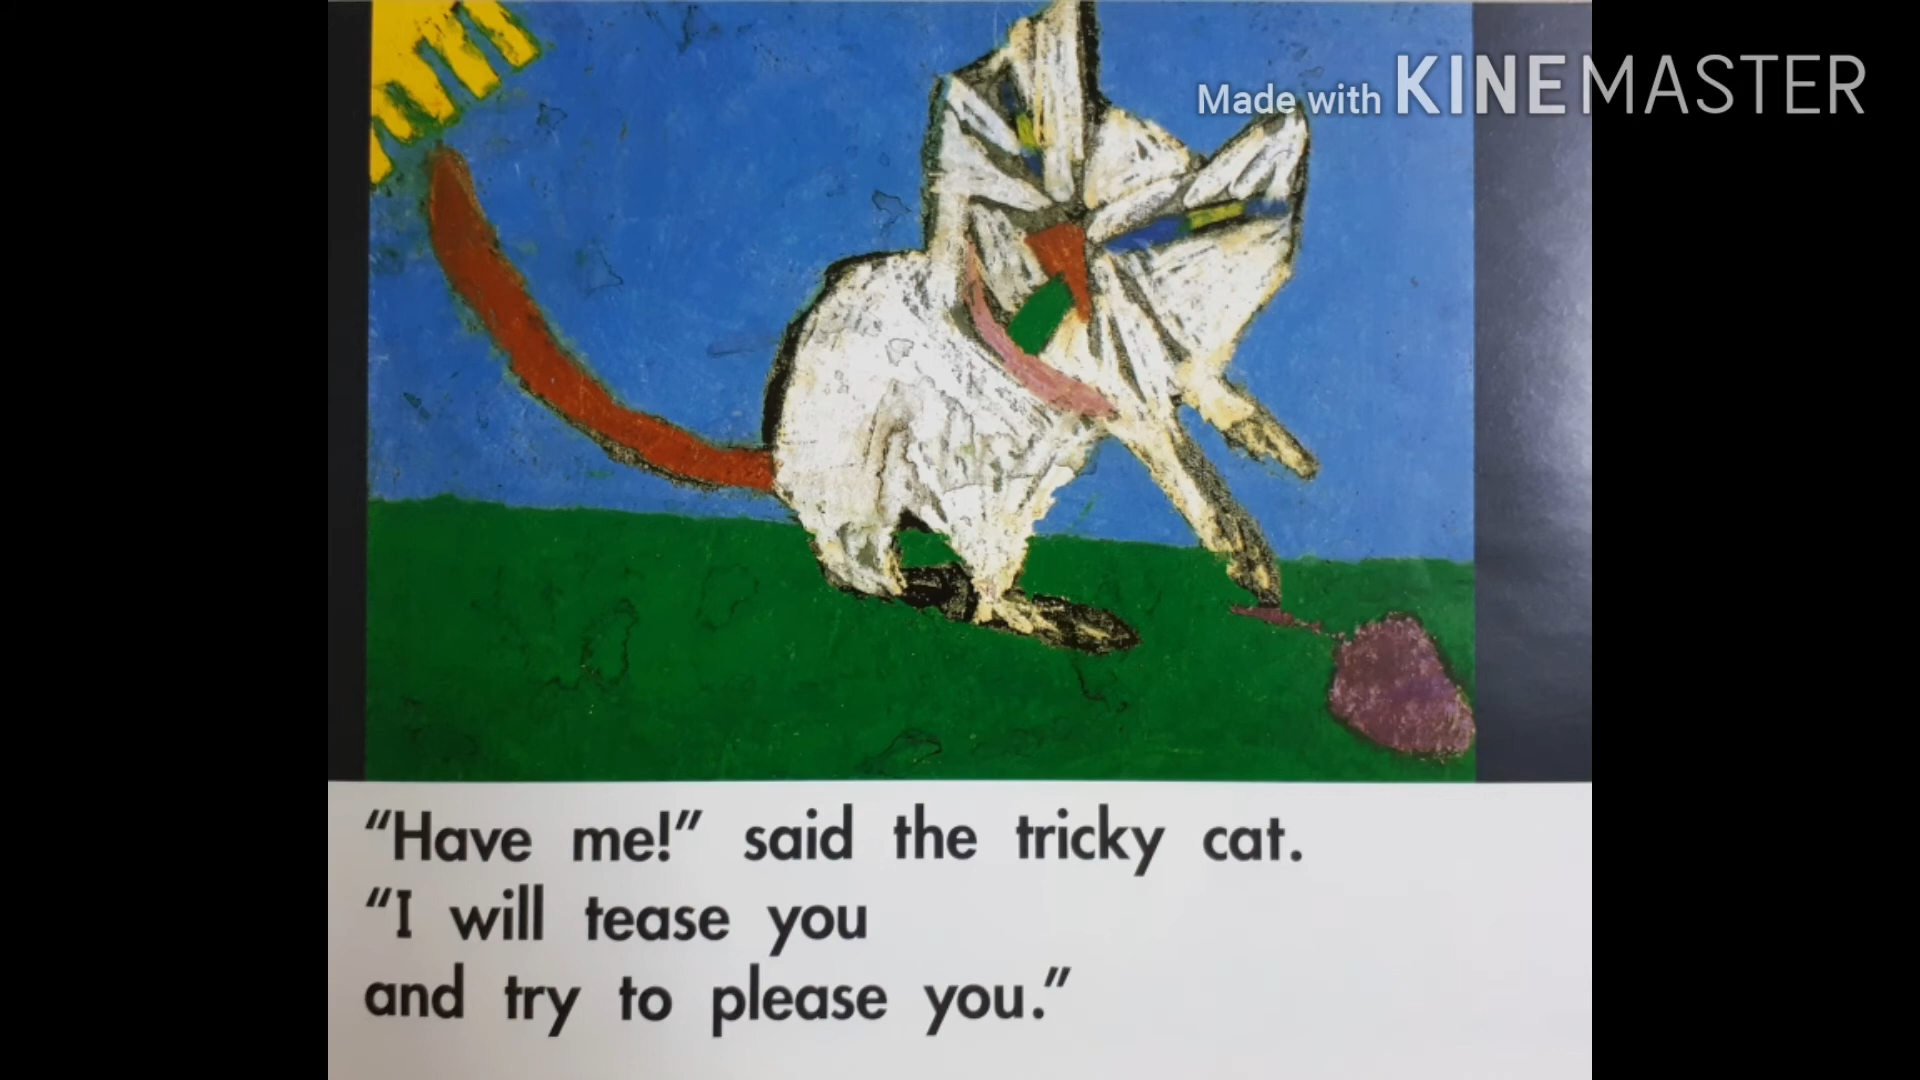 Made with KINEMASTER
“Have me!” said the tricky cat.
“I will tease you
and try to please you.”